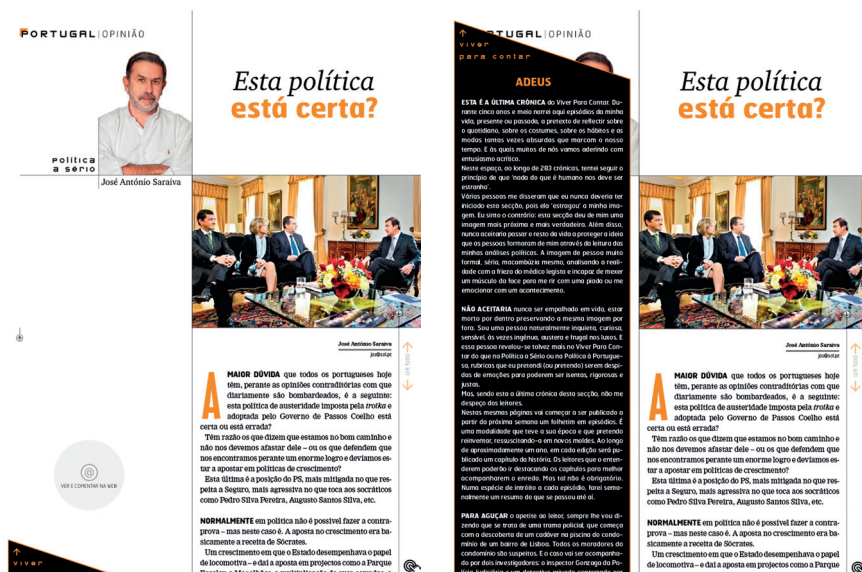 PORTUGAL|OPINIÃO
Esta política
está certa?
política
a sério
José António Saraiva
José António Saraiva
jas@sol.pt
LER TUDO
A MAIOR DÚVIDA que todos os portugueses hoje
têm, perante as opiniões contraditórias com que
diariamente são bombardeados, é a seguinte:
esta política de austeridade imposta pela troika e
adoptada pelo Governo de Passos Coelho está
certa ou está errada?
Têm razão os que dizem que estamos no bom caminho e
não nos devemos afastar dele – ou os que defendem que
nos encontramos perante um enorme logro e devíamos es-
tar a apostar em políticas de crescimento?
Esta última é a posição do PS, mais mitigada no que res-
peita a Seguro, mais agressiva no que toca aos socráticos
como Pedro Silva Pereira, Augusto Santos Silva, etc.
NORMALMENTE em política não é possível fazer a contra-
prova – mas neste caso é. A aposta no crescimento era ba-
sicamente a receita de Sócrates.
Um crescimento em que o Estado desempenhava o papel
de locomotiva – e daí a aposta em projectos como a Parque
@
VER E COMENTAR NA WEB
viver
TUGAL|OPINIÃO
viver
para contar
ADEUS
ESTA É A ÚLTIMA CRÓNICA do Viver Para Contar. Du-
rante cinco anos e meio narrei aqui episódios da minha
vida, presente ou passada, a pretexto de reflectir sobre
o quotidiano, sobre os costumes, sobre os hábitos e as
modas tantas vezes absurdas que marcam o nosso
tempo. E às quais muitos de nós vamos aderindo com
entusiasmo acrítico.
Neste espaço, ao longo de 283 crónicas, tentei seguir o
princípio de que 'nada do que é humano nos deve ser
estranho'.
Várias pessoas me disseram que eu nunca deveria ter
iniciado esta secção, pois ela 'estragou' a minha ima-
gem. Eu sinto o contrário: esta secção deu de mim uma
imagem mais próxima e mais verdadeira. Além disso,
nunca aceitaria passar o resto da vida a proteger a ideia
que as pessoas formaram de mim através da leitura das
minhas análises políticas. A imagem de pessoa muito
formal, séria, macambúzia mesmo, analisando a reali-
dade com a frieza do médico legista e incapaz de mexer
um músculo da face para me rir com uma piada ou me
emocionar com um acontecimento.
NÃO ACEITARIA nunca ser empalhado em vida, estar
morto por dentro preservando a mesma imagem por
fora. Sou uma pessoa naturalmente inquieta, curiosa,
sensível, às vezes ingénua, austera e frugal nos luxos. E
essa pessoa revelou-se talvez mais no Viver Para Con-
tar do que na Política a Sério ou na Política à Portugue-
sa, rubricas que eu pretendi (ou pretendo) serem despi-
das de emoções para poderem ser isentas, rigorosas e
justas.
Mas, sendo esta a última crónica desta secção, não me
despeço dos leitores.
Nestas mesmas páginas vai começar a ser publicado a
partir da próxima semana um folhetim em episódios. É
uma modalidade que teve a sua época e que pretendo
reinventar, ressuscitando-a em novos moldes. Ao longo
de aproximadamente um ano, em cada edição será pu-
blicado um capítulo da história. Os leitores que o enten-
derem poderão ir destacando os capítulos para melhor
acompanharem o enredo. Mas tal não é obrigatório.
Numa espécie de intróito a cada episódio, farei sema-
nalmente um resumo do que se passou até aí.
PARA AGUÇAR o apetite ao leitor, sempre lhe vou di-
zendo que se trata de uma trama policial, que começa
com a descoberta de um cadáver na piscina do condo-
mínio de um bairro de Lisboa. Todos os moradores do
condomínio são suspeitos. E o caso vai ser acompanha-
do por dois investigadores: o inspector Gonzaga da Po-
Esta política
está certa?
José António Saraiva
jas@sol.pt
LER TUDO
A MAIOR DÚVIDA que todos os portugueses hoje
têm, perante as opiniões contraditórias com que
diariamente são bombardeados, é a seguinte:
esta política de austeridade imposta pela troika e
adoptada pelo Governo de Passos Coelho está
certa ou está errada?
Têm razão os que dizem que estamos no bom caminho e
não nos devemos afastar dele – ou os que defendem que
nos encontramos perante um enorme logro e devíamos es-
tar a apostar em políticas de crescimento?
Esta última é a posição do PS, mais mitigada no que res-
peita a Seguro, mais agressiva no que toca aos socráticos
como Pedro Silva Pereira, Augusto Santos Silva, etc.
NORMALMENTE em política não é possível fazer a contra-
prova – mas neste caso é. A aposta no crescimento era ba-
sicamente a receita de Sócrates.
Um crescimento em que o Estado desempenhava o papel
de locomotiva – e daí a aposta em projectos como a Parque